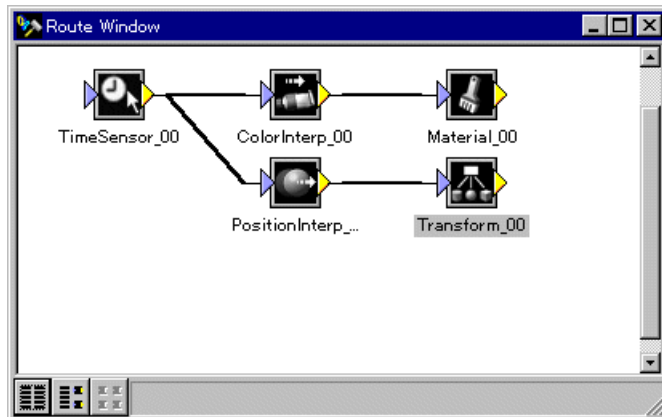 Route Window
TimeSensor_00
ColorInterp_00
Material_00
PositionInterp_...
Transform_00